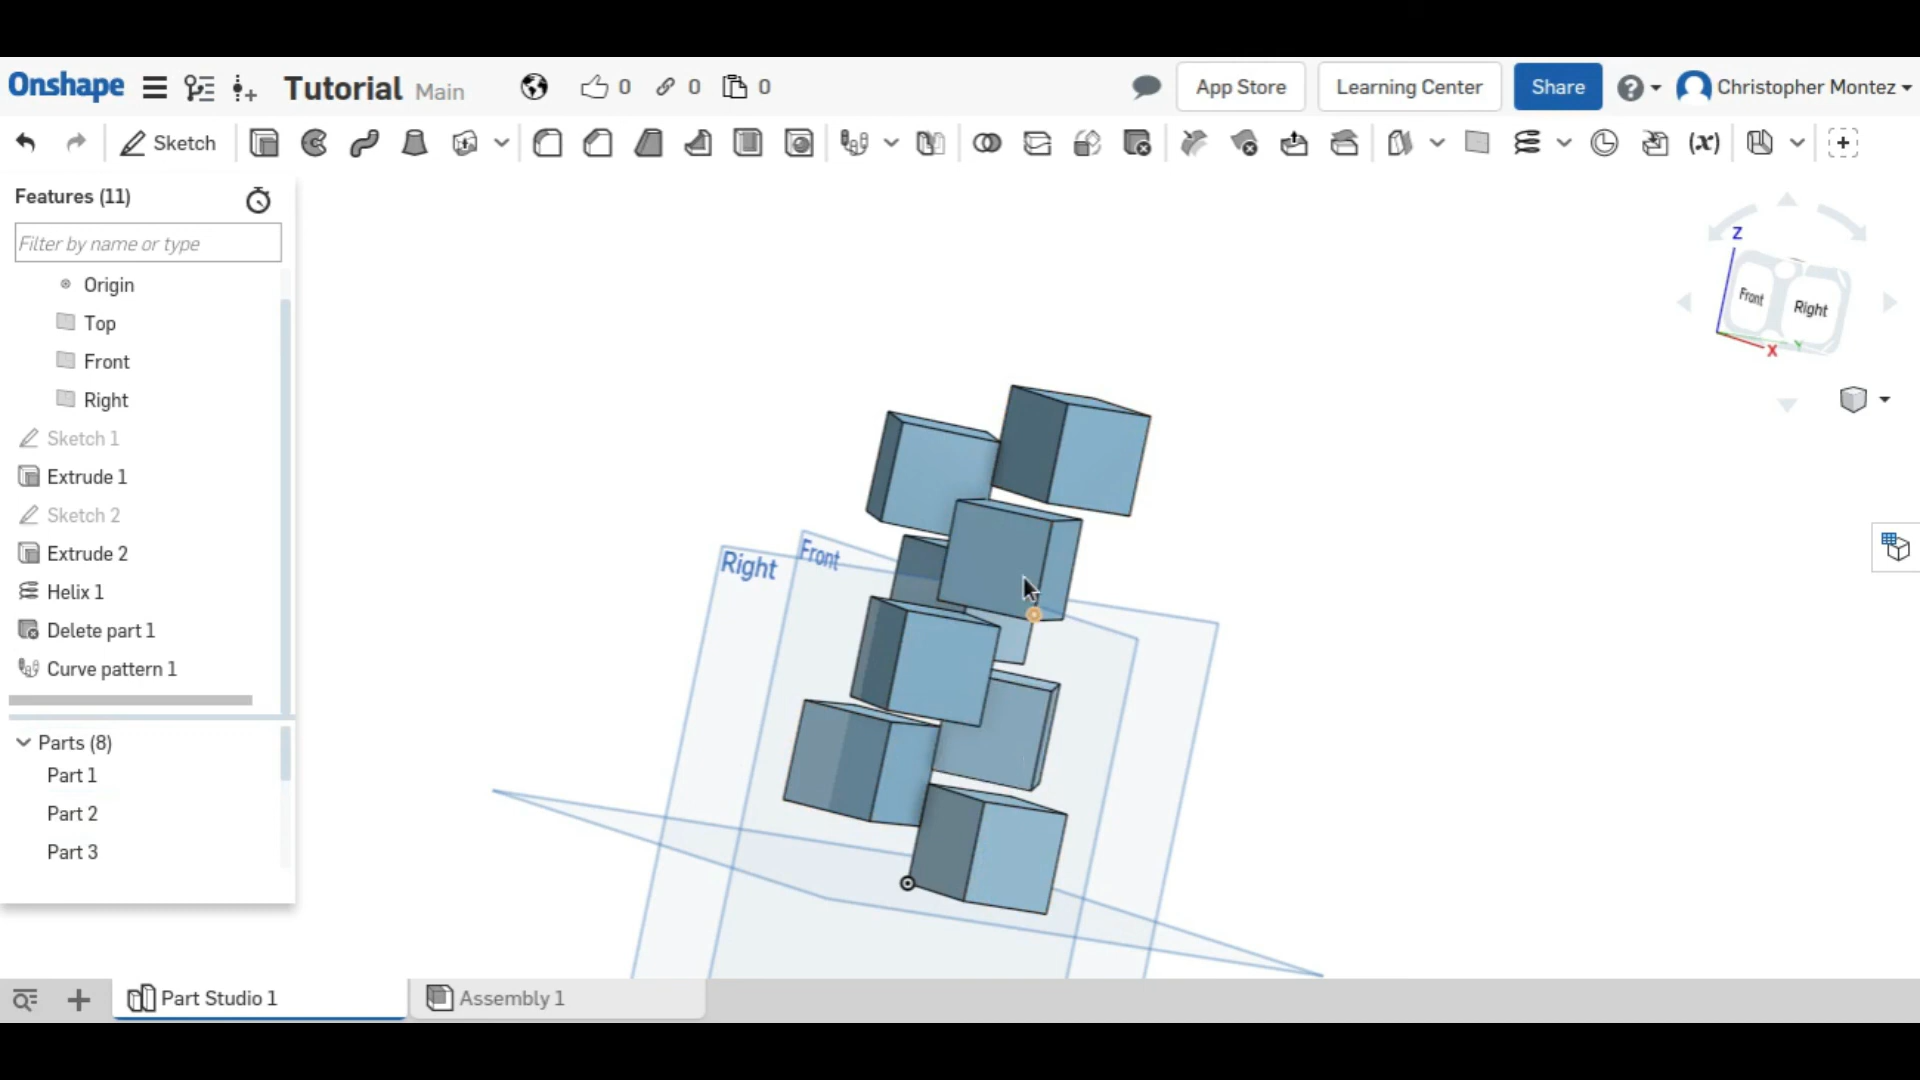 Onshape Tutorial Main 0 0 0 App Store Learning Center Share ? Christopher Montez
Sketch (x)
Features (11)
Filter by name or type
Origin
Top
Front
Right
Sketch 1
Extrude 1
Sketch 2
Extrude 2
Helix 1
Delete part 1
Curve pattern 1
Parts (8)
Part 1
Part 2
Part 3
Right
Front
Z
Front
Right
X
Y
Part Studio 1
Assembly 1